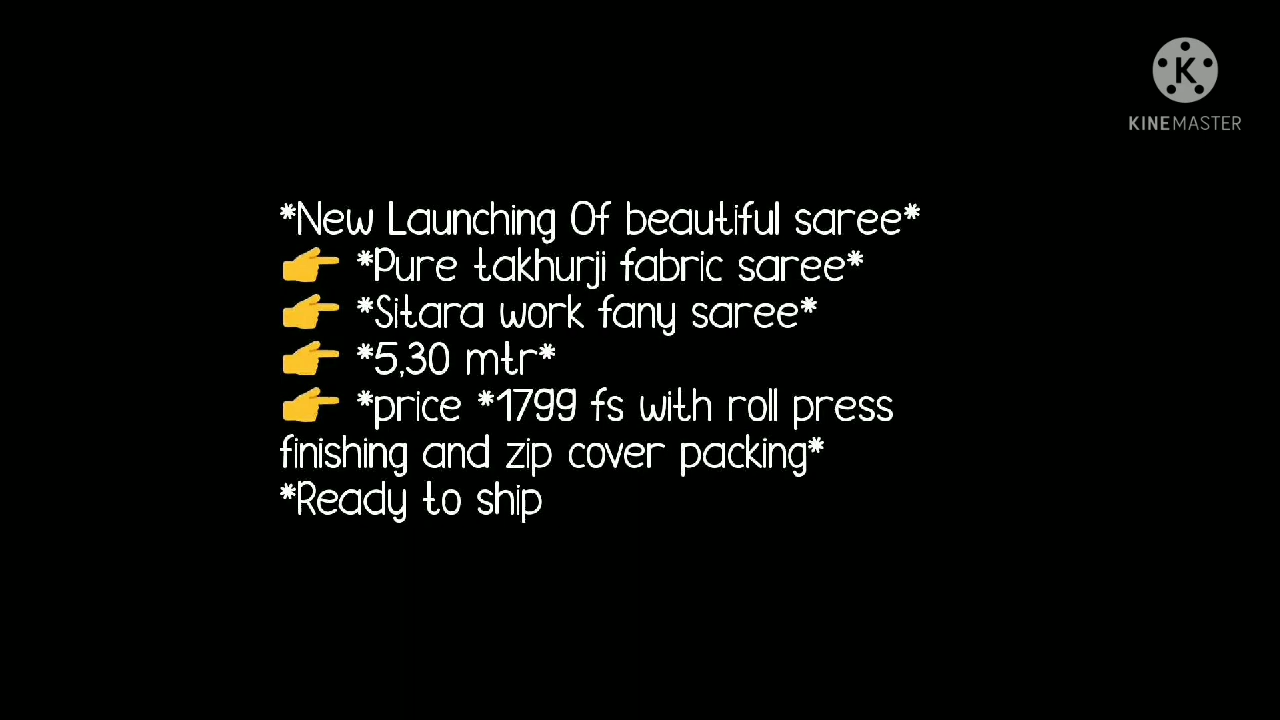 KINEMASTER
*New Launching Of beautiful saree*
👉 *Pure takhurji fabric saree*
👉 *Sitara work fany saree*
👉 *5,30 mtr*
👉 *price *1799 fs with roll press
finishing and zip cover packing*
*Ready to ship